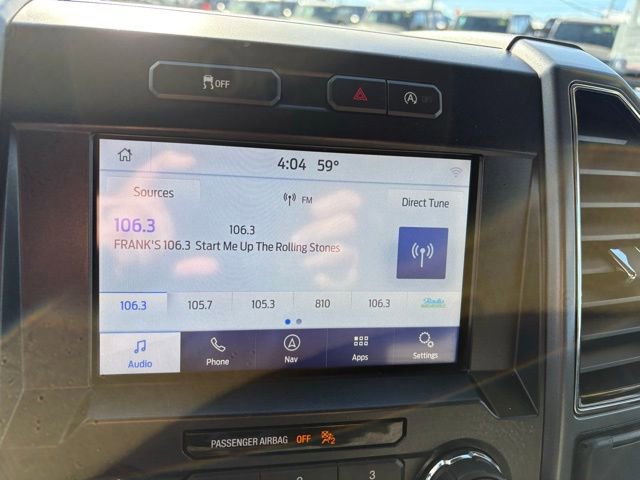 OFF
A
4:04 59°
Sources
FM
Direct Tune
106.3
106.3
FRANK'S 106.3 Start Me Up The Rolling Stones
106.3 105.7 105.3 810 106.3
Audio Phone Nav Apps Settings
PASSENGER AIRBAG OFF 2
2 3